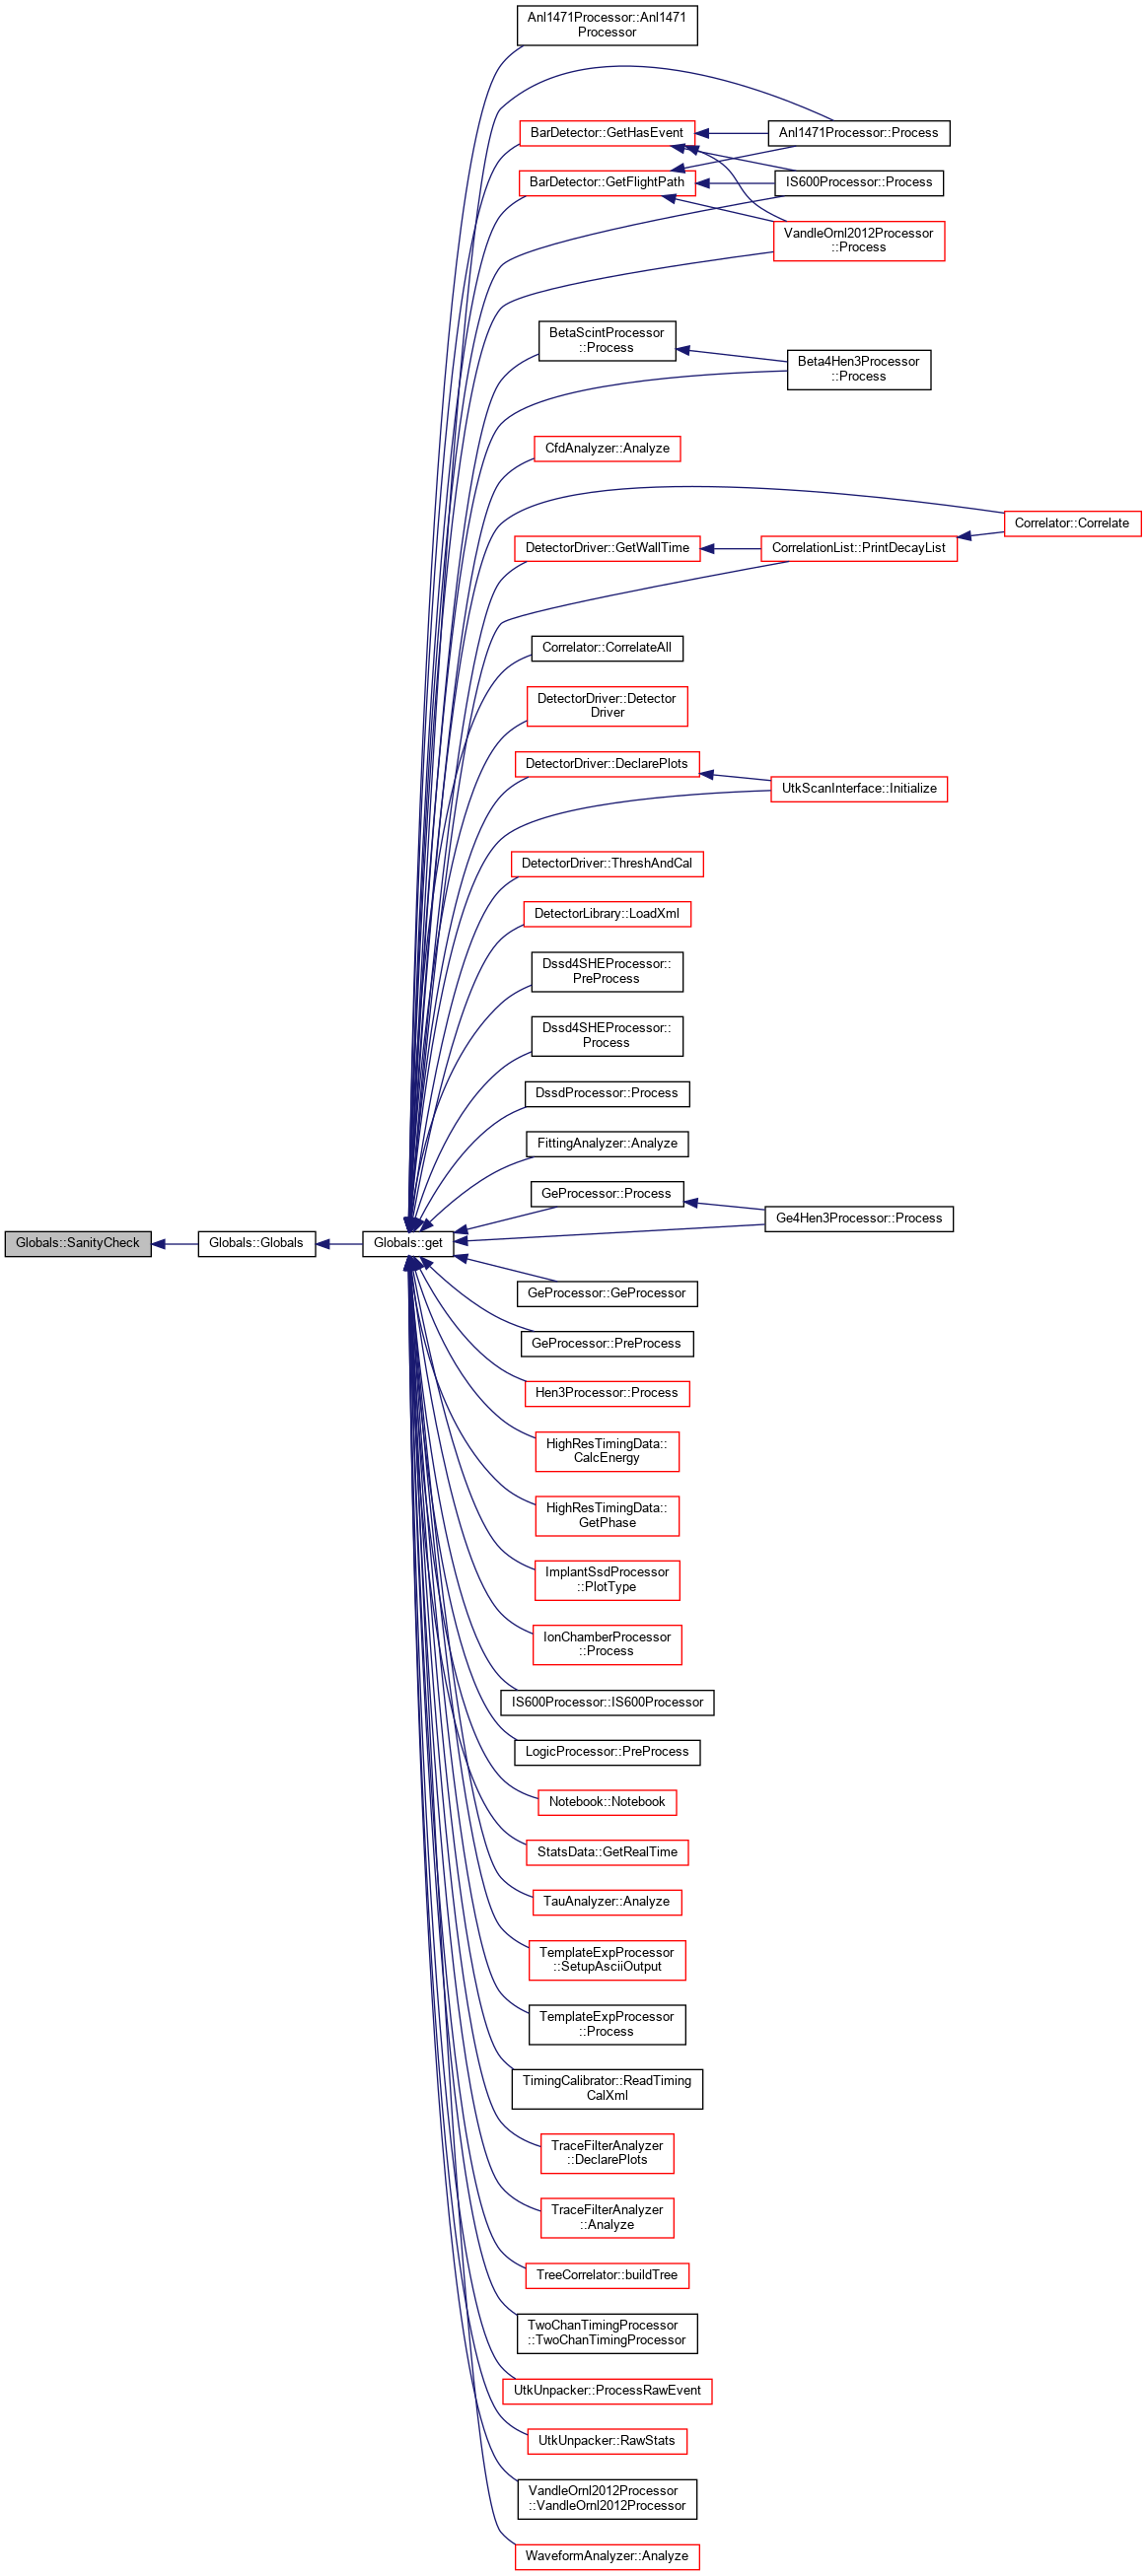 Anl1471Processor::Anl1471
Processor
Anl1471Processor::Process
BarDetector::GetHasEvent
BarDetector::GetFlightPath
IS600Processor::Process
VandleOrnl2012Processor
::Process
BetaScintProcessor
::Process
Beta4Hen3Processor
::Process
CfdAnalyzer::Analyze
Correlator::Correlate
DetectorDriver::GetWallTime
CorrelationList::PrintDecayList
Correlator::CorrelateAll
DetectorDriver::Detector
Driver
DetectorDriver::DeclarePlots
UtkScanInterface::Initialize
DetectorDriver::ThreshAndCal
DetectorLibrary::LoadXml
Dssd4SHEProcessor::
PreProcess
Dssd4SHEProcessor::
Process
DssdProcessor::Process
FittingAnalyzer::Analyze
GeProcessor::Process
Ge4Hen3Processor::Process
Globals::SanityCheck
Globals::Globals
Globals::get
GeProcessor::GeProcessor
GeProcessor::PreProcess
Hen3Processor::Process
HighResTimingData::
CalcEnergy
HighResTimingData::
GetPhase
ImplantSsdProcessor
::PlotType
IonChamberProcessor
::Process
IS600Processor::IS600Processor
LogicProcessor::PreProcess
Notebook::Notebook
StatsData::GetRealTime
TauAnalyzer::Analyze
TemplateExpProcessor
::SetupAsciiOutput
TemplateExpProcessor
::Process
TimingCalibrator::ReadTiming
CalXml
TraceFilterAnalyzer
::DeclarePlots
TraceFilterAnalyzer
::Analyze
TreeCorrelator::buildTree
TwoChanTimingProcessor
::TwoChanTimingProcessor
UtkUnpacker::ProcessRawEvent
UtkUnpacker::RawStats
VandleOrnl2012Processor
::VandleOrnl2012Processor
WaveformAnalyzer::Analyze